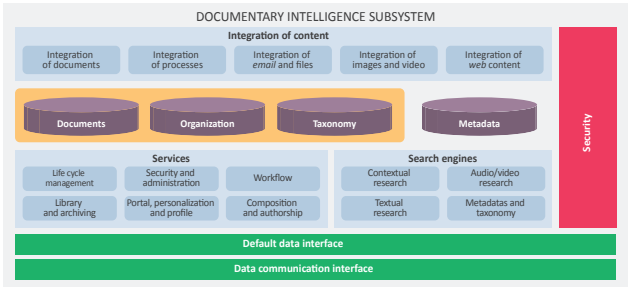 DOCUMENTARY INTELLIGENCE SUBSYSTEM
Integration of content
Integration
of documents
Integration
of processes
Integration of
email and files
Integration of
images and video
Integration of
web content
Documents
Organization
Taxonomy
Metadata
Security
Services
Life cycle
management
Security and
administration
Workflow
Library
and archiving
Portal, personalization
and profile
Composition
and authorship
Search engines
Contextual
research
Audio/video
research
Textual
research
Metadatas and
taxonomy
Default data interface
Data communication interface